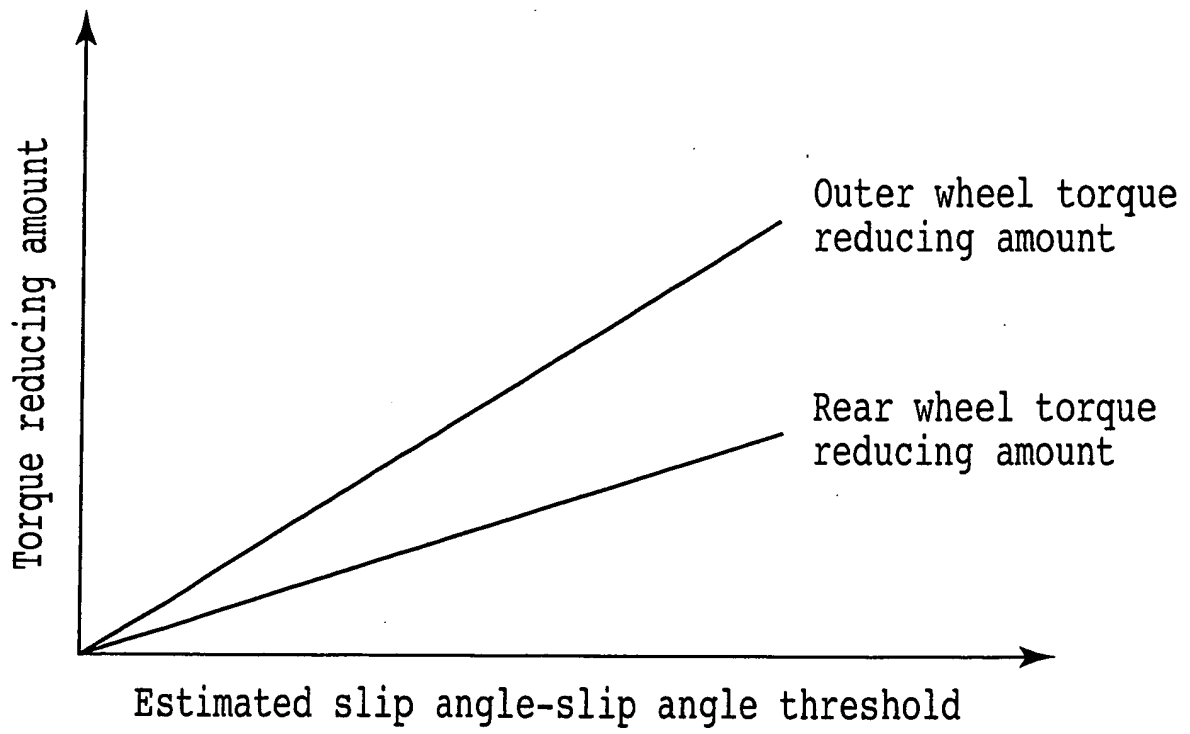 Torque reducing amount
Outer wheel torque
reducing amount
Rear wheel torque
reducing amount
Estimated slip angle-slip angle threshold